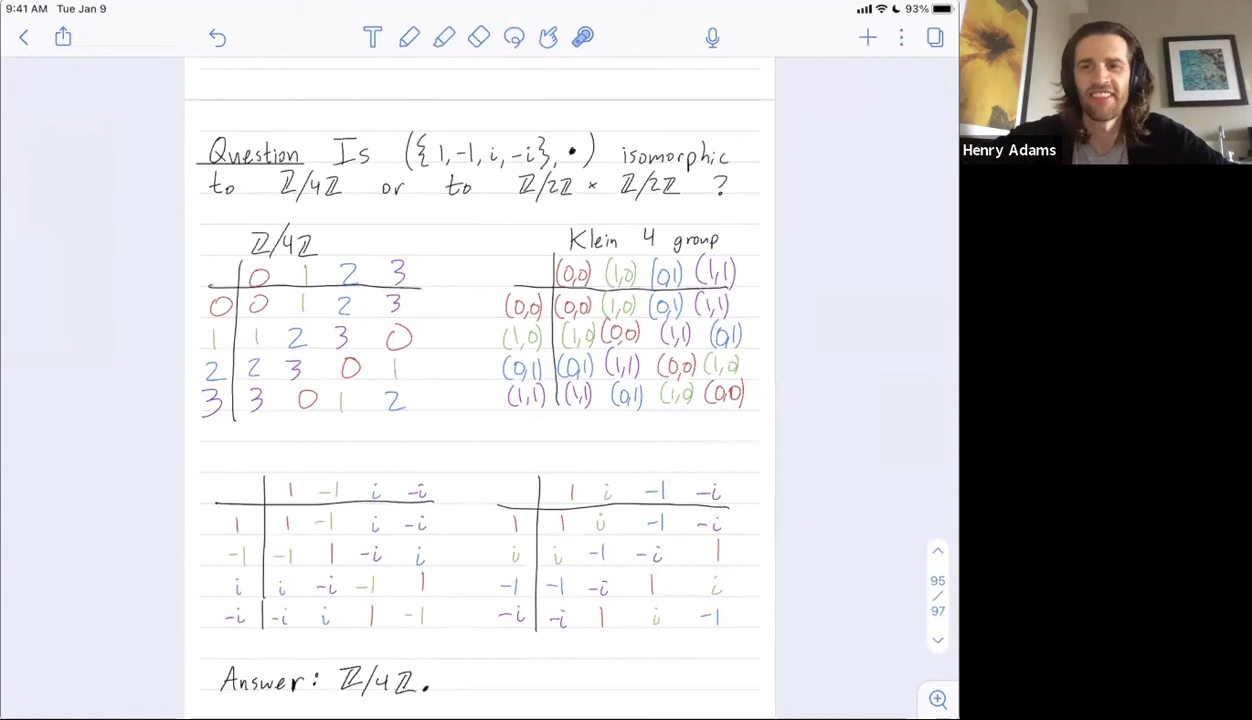 9:41 AM Tue Jan 9
93%
Question Is ({1, -1, i, -i}, •) isomorphic
to ℤ/4ℤ or to ℤ/2ℤ × ℤ/2ℤ ?
ℤ/4ℤ
0 1 2 3
0 0 1 2 3
1 1 2 3 0
2 2 3 0 1
3 3 0 1 2
Klein 4 group
(0,0) (1,0) (0,1) (1,1)
(0,0) (0,0) (1,0) (0,1) (1,1)
(1,0) (1,0) (0,0) (1,1) (0,1)
(0,1) (0,1) (1,1) (0,0) (1,0)
(1,1) (1,1) (0,1) (1,0) (0,0)
1 -1 i -i
1 1 -1 i -i
-1 -1 1 -i i
i i -i -1 1
-i -i i 1 -1
1 i -1 -i
1 1 i -1 -i
i i -1 -i 1
-1 -1 -i 1 i
-i -i 1 i -1
Answer: ℤ/4ℤ.
95
/
97
Henry Adams